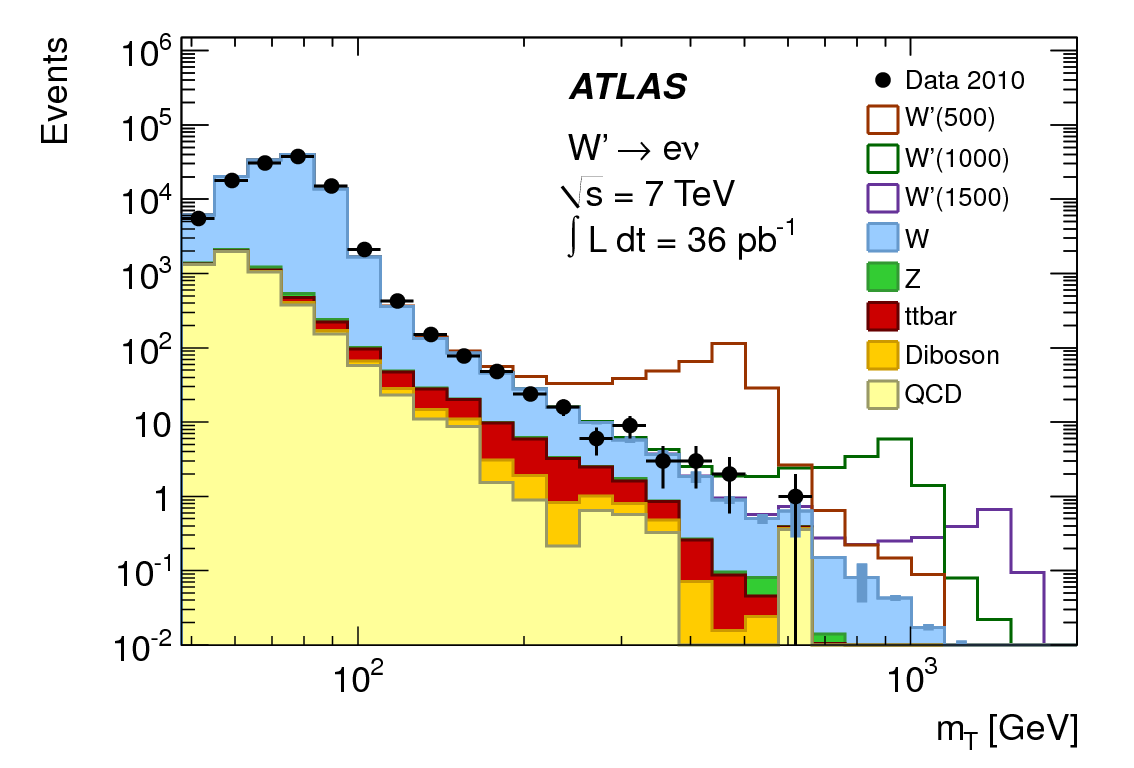 Events
10⁶
10⁵
10⁴
10³
10²
10
1
10⁻¹
10⁻²
10²
10³
m_T [GeV]
ATLAS
W’ → eν
√s = 7 TeV
∫ L dt = 36 pb⁻¹
Data 2010
W’(500)
W’(1000)
W’(1500)
W
Z
ttbar
Diboson
QCD